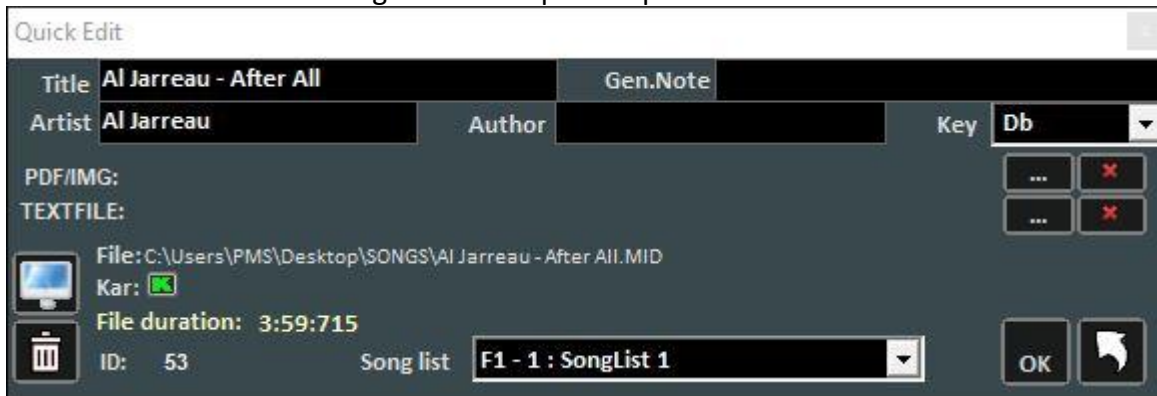 Quick Edit
Title Al Jarreau - After All Gen.Note
Artist Al Jarreau Author Key Db
PDF/IMG: ...
TEXTFILE: ...
File: C:\Users\PMS\Desktop\SONGS\Al Jarreau - After All.MID
Kar: K
File duration: 3:59:715
ID: 53 Song list F1 - 1 : SongList 1 OK